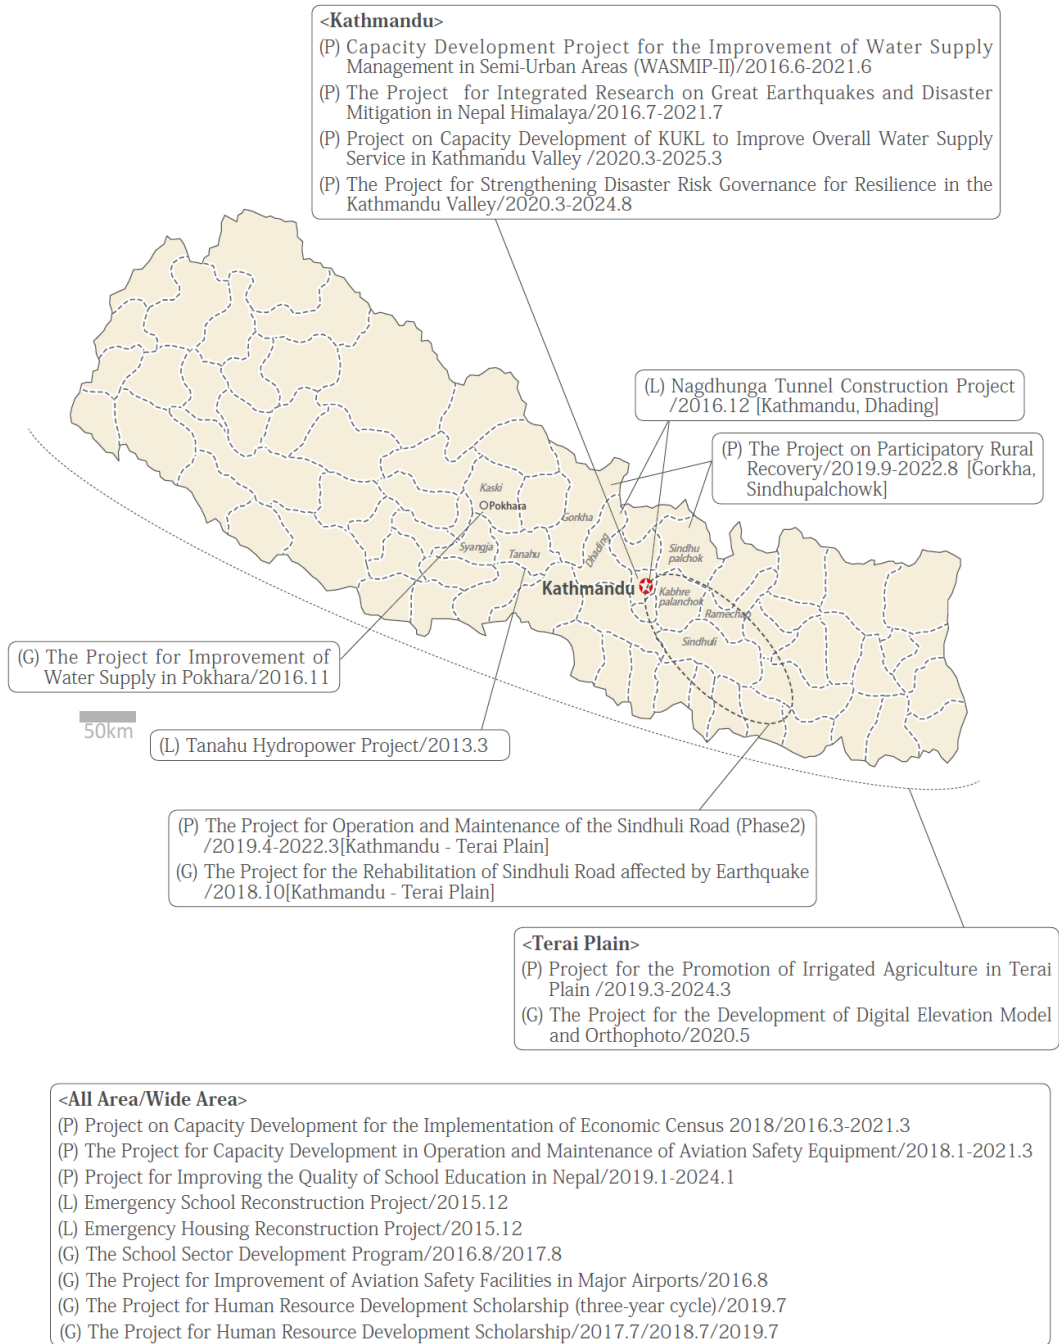 <Kathmandu>
(P) Capacity Development Project for the Improvement of Water Supply
Management in Semi-Urban Areas (WASMIP-II)/2016.6-2021.6
(P) The Project for Integrated Research on Great Earthquakes and Disaster
Mitigation in Nepal Himalaya/2016.7-2021.7
(P) Project on Capacity Development of KUKL to Improve Overall Water Supply
Service in Kathmandu Valley /2020.3-2025.3
(P) The Project for Strengthening Disaster Risk Governance for Resilience in the
Kathmandu Valley/2020.3-2024.8
(L) Nagdhunga Tunnel Construction Project
/2016.12 [Kathmandu, Dhading]
(P) The Project on Participatory Rural
Recovery/2019.9-2022.8 [Gorkha,
Sindhupalchowk]
Kaski
Pokhara
Gorkha
Syangja
Tanahu
Dhading
Sindhu
palchok
Kathmandu
Kabhre
palanchok
Ramechap
Sindhuli
(G) The Project for Improvement of
Water Supply in Pokhara/2016.11
50km
(L) Tanahu Hydropower Project/2013.3
(P) The Project for Operation and Maintenance of the Sindhuli Road (Phase2)
/2019.4-2022.3[Kathmandu - Terai Plain]
(G) The Project for the Rehabilitation of Sindhuli Road affected by Earthquake
/2018.10[Kathmandu - Terai Plain]
<Terai Plain>
(P) Project for the Promotion of Irrigated Agriculture in Terai
Plain /2019.3-2024.3
(G) The Project for the Development of Digital Elevation Model
and Orthophoto/2020.5
<All Area/Wide Area>
(P) Project on Capacity Development for the Implementation of Economic Census 2018/2016.3-2021.3
(P) The Project for Capacity Development in Operation and Maintenance of Aviation Safety Equipment/2018.1-2021.3
(P) Project for Improving the Quality of School Education in Nepal/2019.1-2024.1
(L) Emergency School Reconstruction Project/2015.12
(L) Emergency Housing Reconstruction Project/2015.12
(G) The School Sector Development Program/2016.8/2017.8
(G) The Project for Improvement of Aviation Safety Facilities in Major Airports/2016.8
(G) The Project for Human Resource Development Scholarship (three-year cycle)/2019.7
(G) The Project for Human Resource Development Scholarship/2017.7/2018.7/2019.7